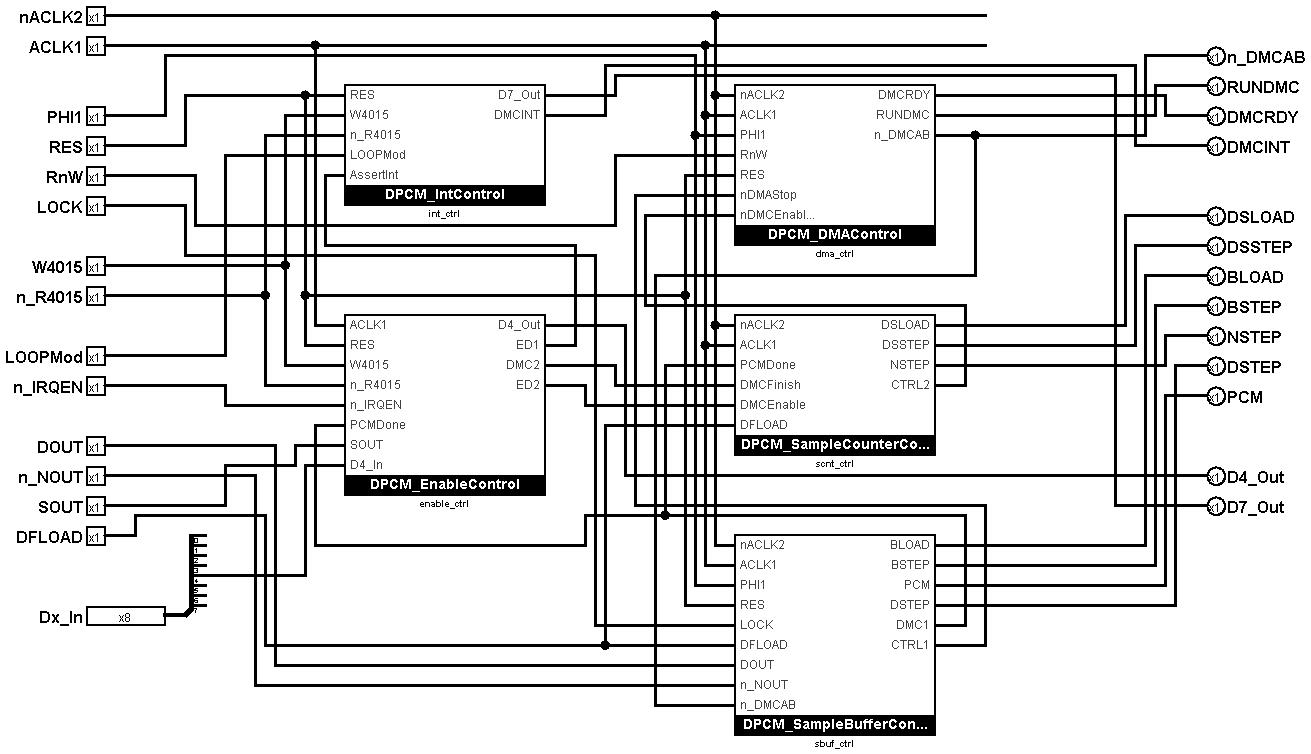 nACLK2 x1
ACLK1 x1
PHI1 x1
RES x1
RnW x1
LOCK x1
W4015 x1
n_R4015 x1
LOOPMod x1
n_IRQEN x1
DOUT x1
n_NOUT x1
SOUT x1
DFLOAD x1
Dx_In x8
RES D7_Out
W4015 DMCINT
n_R4015
LOOPMod
AssertInt
DPCM_IntControl
int_ctrl
ACLK1 D4_Out
RES ED1
W4015 DMC2
n_R4015 ED2
n_IRQEN
PCMDone
SOUT
D4_In
DPCM_EnableControl
enable_ctrl
nACLK2 DMCRDY
ACLK1 RUNDMC
PHI1 n_DMCAB
RnW
RES
nDMAStop
nDMCEnabl...
DPCM_DMAControl
dma_ctrl
nACLK2 DSLOAD
ACLK1 DSSTEP
PCMDone NSTEP
DMCFinish CTRL2
DMCEnable
DFLOAD
DPCM_SampleCounterCo...
scnt_ctrl
nACLK2 BLOAD
ACLK1 BSTEP
PHI1 PCM
RES DSTEP
LOCK DMC1
DFLOAD CTRL1
DOUT
n_NOUT
n_DMCAB
DPCM_SampleBufferCon...
sbuf_ctrl
x1 n_DMCAB
x1 RUNDMC
x1 DMCRDY
x1 DMCINT
x1 DSLOAD
x1 DSSTEP
x1 BLOAD
x1 BSTEP
x1 NSTEP
x1 DSTEP
x1 PCM
x1 D4_Out
x1 D7_Out